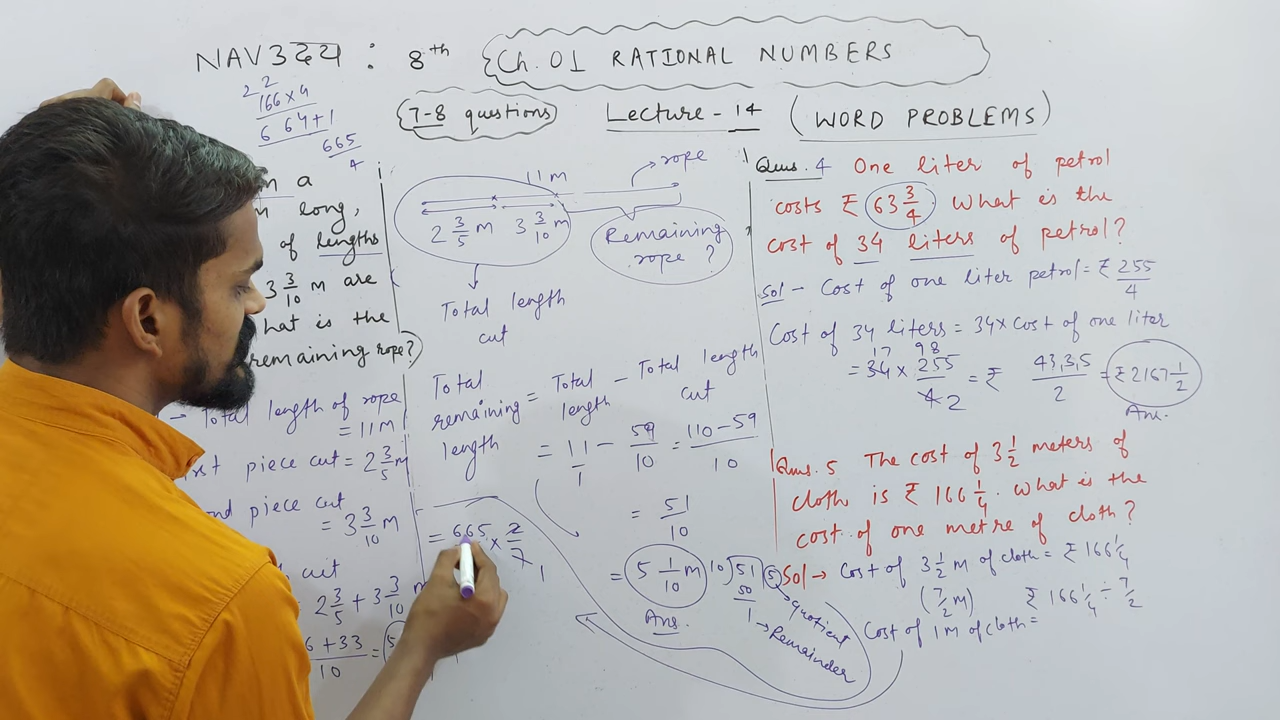 NAV344 : 8th Ch. 01 RATIONAL NUMBERS
7-8 questions Lecture - 14 (WORD PROBLEMS)
2 2
166 x 4
664+1
665
4
a
long,
of lengths
3 3/10 m are
hat is the
remaining rope?
- Total length of rope
= 11M
piece cut = 2 3/5 m
piece cut
= 3 3/10 m
cut
2 3/5 + 3 3/10 m
6 + 33
10
=
11 M
rope
2 3/5 m 3 3/10 m
Remaining
rope ?
Total length
cut
Total remaining length = Total length - Total length cut
= 11/1 - 59/10 = 110-59/10
= 51/10
= 5 1/10 m
Ans.
10)51(5
50
1
→ quotient
→ Remainder
= 665 x 2/7
1
Ques. 4 One liter of petrol
costs ₹ 63 3/4 What is the
cost of 34 liters of petrol?
Sol - Cost of one liter petrol = ₹ 255/4
Cost of 34 liters = 34 x cost of one liter
17 98
= 34 x 255/4 2 = ₹ 43,3,5/2 = ₹ 2167 1/2
Ans.
Ques. 5 The cost of 3 1/2 meters of
cloth is ₹ 166 1/4. What is the
cost of one metre of cloth?
Sol → Cost of 3 1/2 m of cloth = ₹ 166 1/4
(7/2 m) ₹ 166 1/4 ÷ 7/2
Cost of 1 M of cloth =